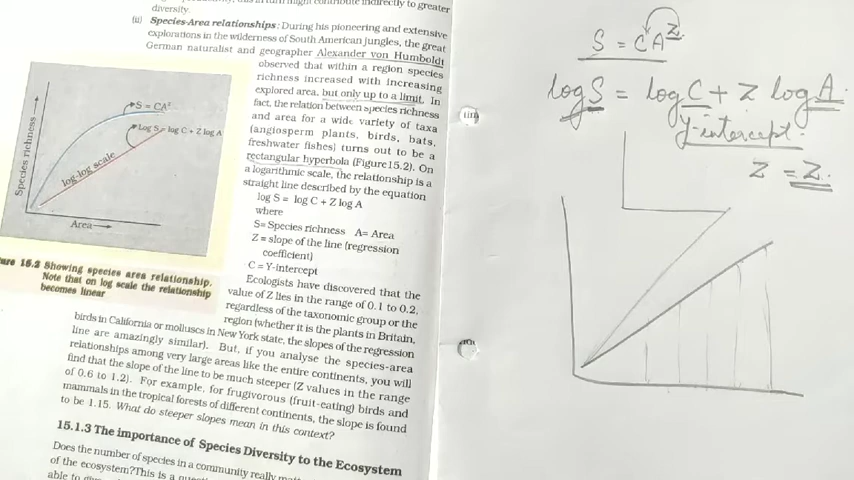 might contribute indirectly to greater
diversity.
(ii) Species-Area relationships: During his pioneering and extensive
explorations in the wilderness of South American jungles, the great
German naturalist and geographer Alexander von Humboldt
observed that within a region species
richness increased with increasing
explored area, but only up to a limit. In
fact, the relation between species richness
and area for a wide variety of taxa
(angiosperm plants, birds, bats,
freshwater fishes) turns out to be a
rectangular hyperbola (Figure15.2). On
a logarithmic scale, the relationship is a
straight line described by the equation
log S = log C + Z log A
where
S= Species richness A= Area
Z = slope of the line (regression
coefficient)
C = Y-intercept
Ecologists have discovered that the
value of Z lies in the range of 0.1 to 0.2,
regardless of the taxonomic group or the
region (whether it is the plants in Britain,
birds in California or molluscs in New York state, the slopes of the regression
line are amazingly similar). But, if you analyse the species-area
relationships among very large areas like the entire continents, you will
find that the slope of the line to be much steeper (Z values in the range
of 0.6 to 1.2). For example, for frugivorous (fruit-eating) birds and
mammals in the tropical forests of different continents, the slope is found
to be 1.15. What do steeper slopes mean in this context?
15.1.3 The importance of Species Diversity to the Ecosystem
Does the number of species in a community really
of the ecosystem?This is a
Species richness
S = CAᶻ
Log S = log C + Z log A
log-log scale
Area
15.2 Showing species area relationship.
Note that on log scale the relationship
becomes linear
S = CAᶻ
log S = log C + Z log A
Y-intercept
Z = Z